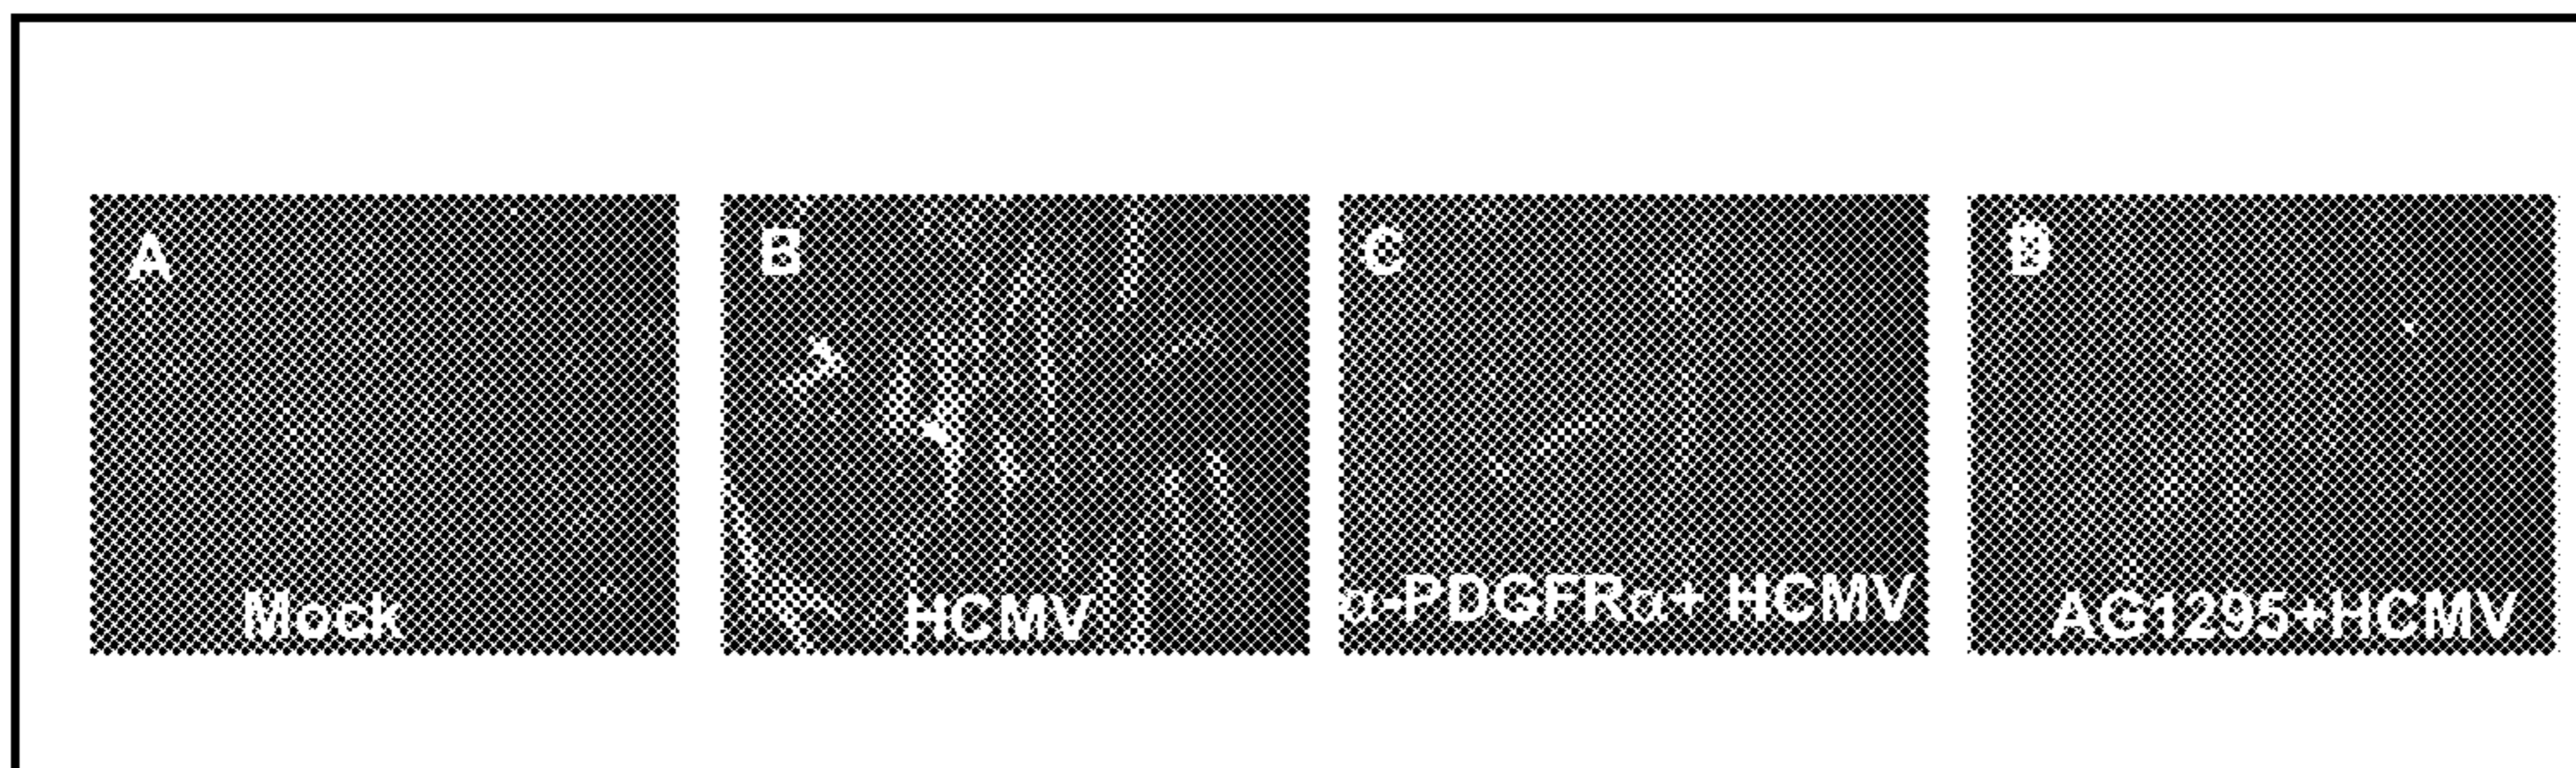 A
B
C
D
Mock
HCMV
α-PDGFRα+ HCMV
AG1295+HCMV